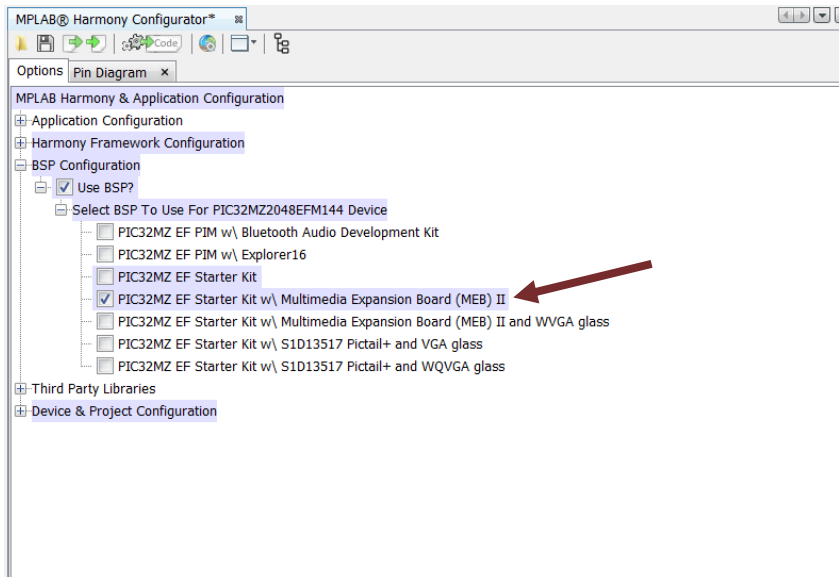 MPLAB® Harmony Configurator*
Code
Options Pin Diagram
MPLAB Harmony & Application Configuration
Application Configuration
Harmony Framework Configuration
BSP Configuration
Use BSP?
Select BSP To Use For PIC32MZ2048EFM144 Device
PIC32MZ EF PIM w\ Bluetooth Audio Development Kit
PIC32MZ EF PIM w\ Explorer16
PIC32MZ EF Starter Kit
PIC32MZ EF Starter Kit w\ Multimedia Expansion Board (MEB) II
PIC32MZ EF Starter Kit w\ Multimedia Expansion Board (MEB) II and WVGA glass
PIC32MZ EF Starter Kit w\ S1D13517 Pictail+ and VGA glass
PIC32MZ EF Starter Kit w\ S1D13517 Pictail+ and WQVGA glass
Third Party Libraries
Device & Project Configuration